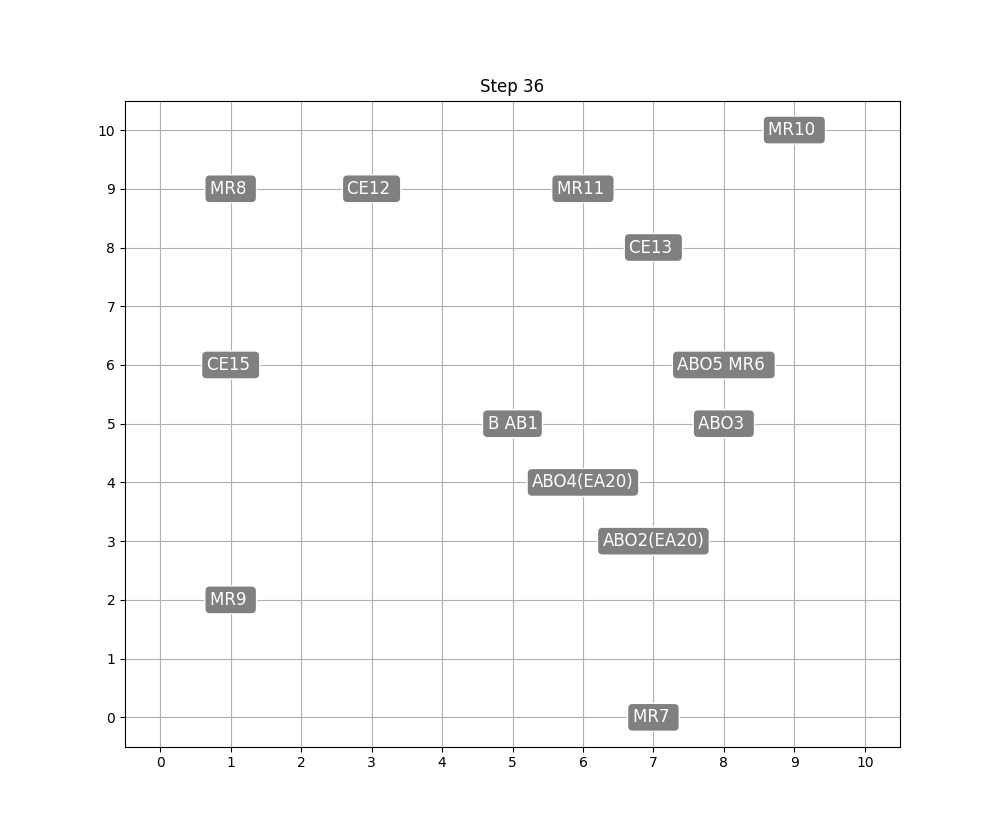 Step 36
10
MR10
9
MR8
CE12
MR11
8
CE13
7
6
CE15
ABO5 MR6
5
B AB1
ABO3
4
ABO4(EA20)
3
ABO2(EA20)
2
MR9
1
0
MR7
0 1 2 3 4 5 6 7 8 9 10